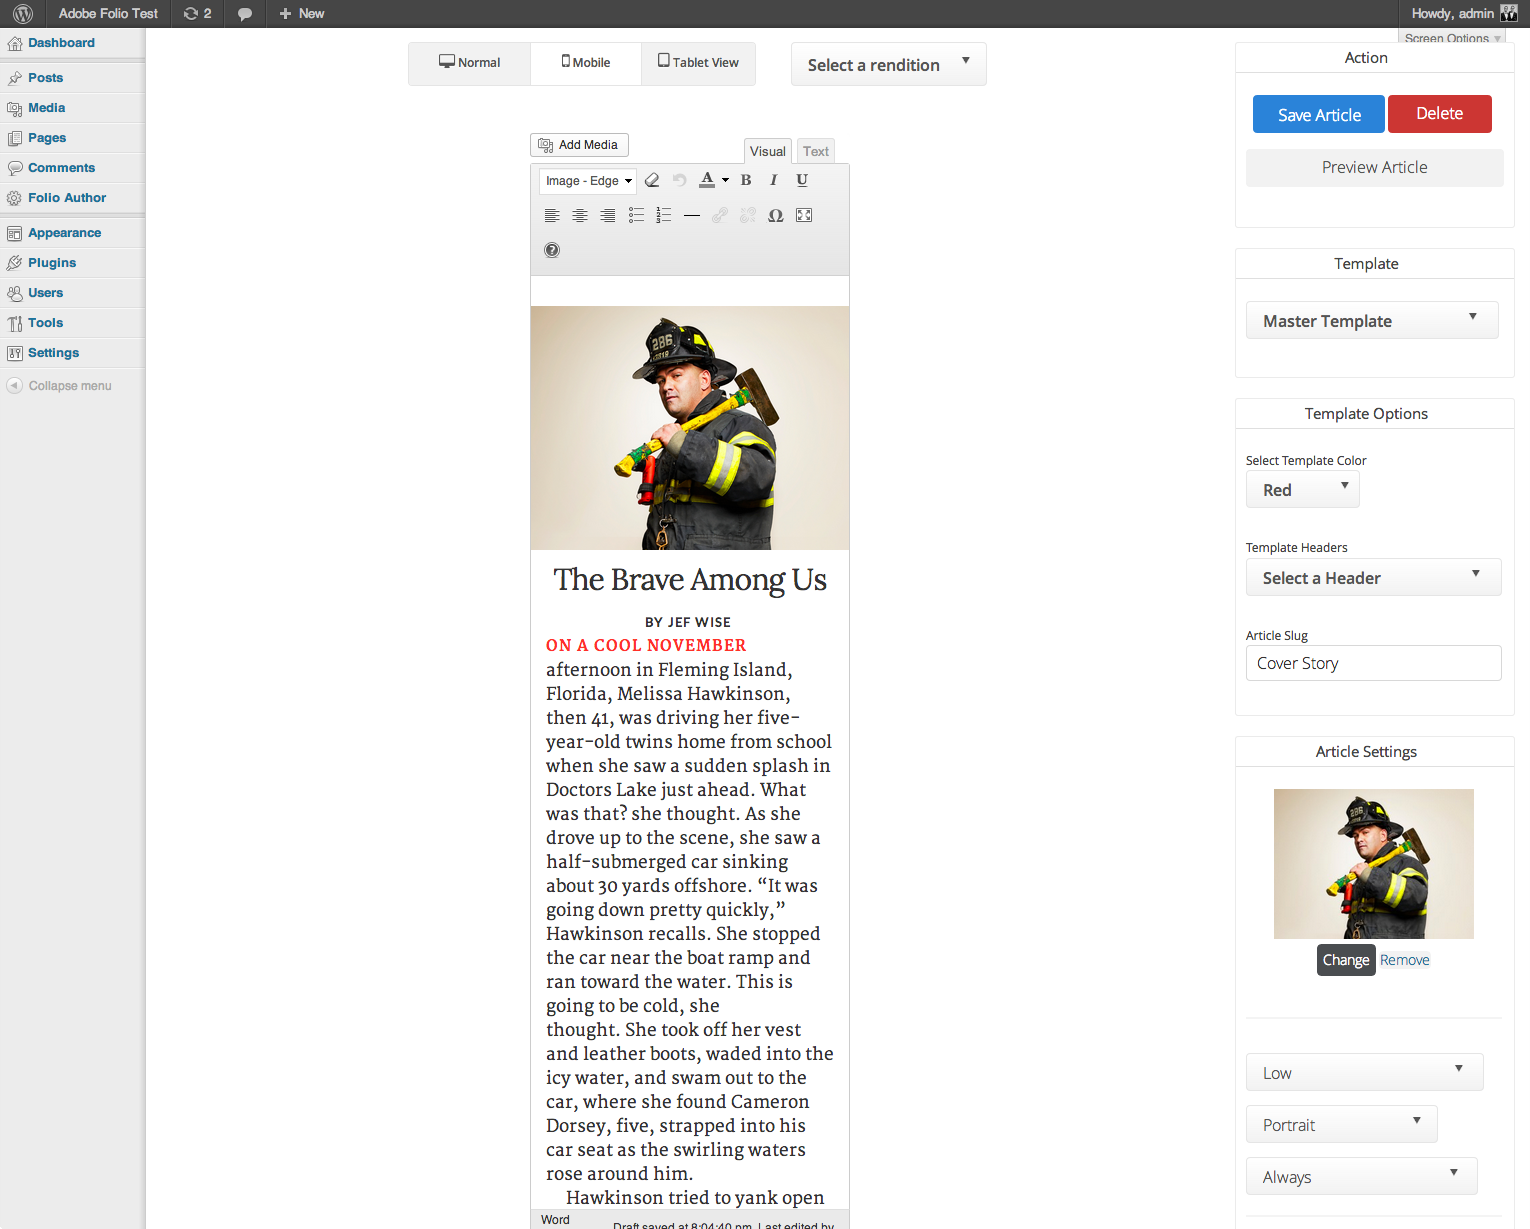 Adobe Folio Test
2
New
Howdy, admin
Screen Options
Dashboard
Posts
Media
Pages
Comments
Folio Author
Appearance
Plugins
Users
Tools
Settings
Collapse menu
Normal
Mobile
Tablet View
Select a rendition
Add Media
Visual
Text
Image - Edge
A
B
I
U
Ω
286
The Brave Among Us
BY JEF WISE
ON A COOL NOVEMBER
afternoon in Fleming Island,
Florida, Melissa Hawkinson,
then 41, was driving her five-
year-old twins home from school
when she saw a sudden splash in
Doctors Lake just ahead. What
was that? she thought. As she
drove up to the scene, she saw a
half-submerged car sinking
about 30 yards offshore. “It was
going down pretty quickly,”
Hawkinson recalls. She stopped
the car near the boat ramp and
ran toward the water. This is
going to be cold, she
thought. She took off her vest
and leather boots, waded into the
icy water, and swam out to the
car, where she found Cameron
Dorsey, five, strapped into his
car seat as the swirling waters
rose around him.
Hawkinson tried to yank open
Word
Draft saved at 8:04:40 pm. Last edited by
Action
Save Article
Delete
Preview Article
Template
Master Template
Template Options
Select Template Color
Red
Template Headers
Select a Header
Article Slug
Cover Story
Article Settings
286
Change
Remove
Low
Portrait
Always